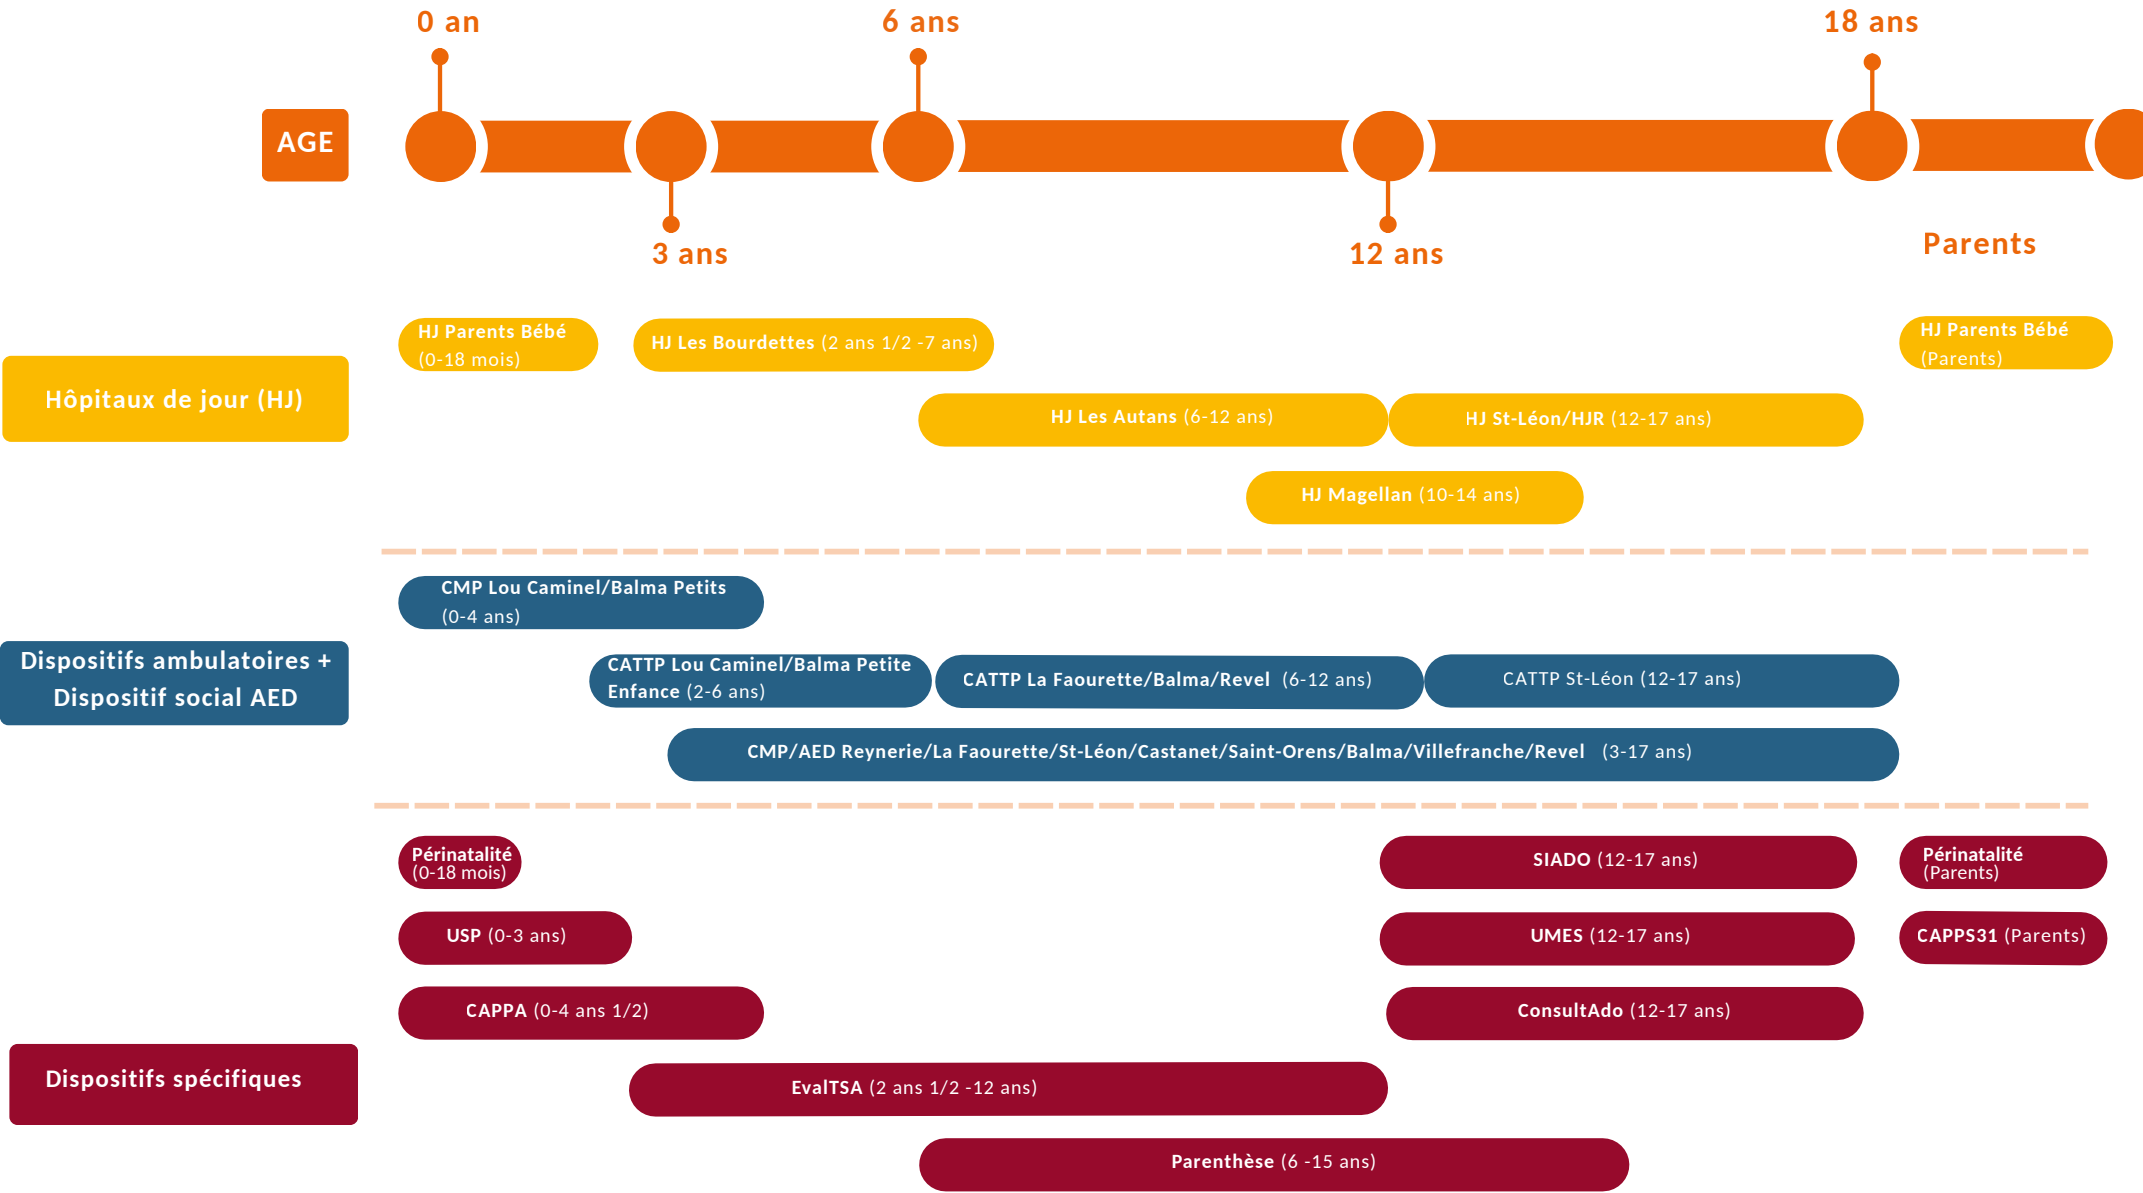 0 an
6 ans
18 ans
AGE
3 ans
12 ans
Parents
HJ Parents Bébé
(0-18 mois)
HJ Les Bourdettes (2 ans 1/2 -7 ans)
HJ Parents Bébé
(Parents)
Hôpitaux de jour (HJ)
HJ Les Autans (6-12 ans)
HJ St-Léon/HJR (12-17 ans)
HJ Magellan (10-14 ans)
CMP Lou Caminel/Balma Petits
(0-4 ans)
Dispositifs ambulatoires +
Dispositif social AED
CATTP Lou Caminel/Balma Petite
Enfance (2-6 ans)
CATTP La Faourette/Balma/Revel (6-12 ans)
CATTP St-Léon (12-17 ans)
CMP/AED Reynerie/La Faourette/St-Léon/Castanet/Saint-Orens/Balma/Villefranche/Revel (3-17 ans)
Périnatalité
(0-18 mois)
SIADO (12-17 ans)
Périnatalité
(Parents)
USP (0-3 ans)
UMES (12-17 ans)
CAPPS31 (Parents)
CAPPA (0-4 ans 1/2)
ConsultAdo (12-17 ans)
Dispositifs spécifiques
EvalTSA (2 ans 1/2 -12 ans)
Parenthèse (6 -15 ans)